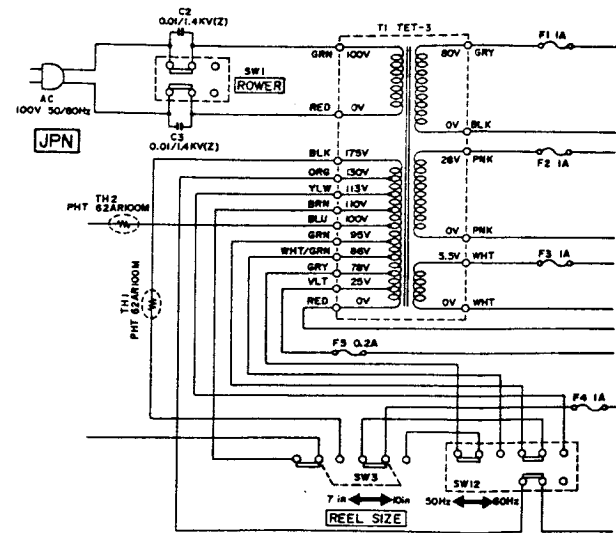 C2
0.01/1.4KV(Z)
SW1
ROWER
AC
100V 50/60Hz
C3
0.01/1.4KV(Z)
JPN
T1 TET-3
GRN 100V
RED 0V
80V GRY
F1 1A
0V BLK
28V PNK
F2 1A
0V PNK
5.5V WHT
F3 1A
0V WHT
BLK 175V
ORG 130V
YLW 113V
BRN 110V
BLU 100V
GRN 95V
WHT/GRN 86V
GRY 78V
VLT 25V
RED 0V
TH2
PHT 62AR100M
TH1
PHT 62AR100M
F5 0.2A
F4 1A
SW3
7 in 10in
REEL SIZE
SW12
50Hz 60Hz